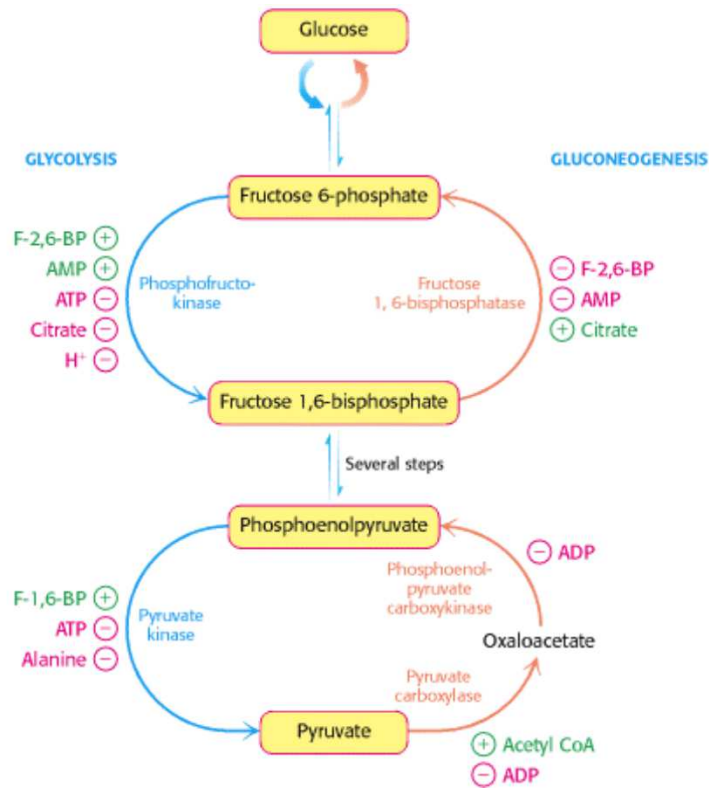 Glucose
GLYCOLYSIS
GLUCONEOGENESIS
Fructose 6-phosphate
F-2,6-BP +
AMP +
ATP −
Citrate −
H⁺ −
Phosphofructo-
kinase
Fructose
1, 6-bisphosphatase
− F-2,6-BP
− AMP
+ Citrate
Fructose 1,6-bisphosphate
Several steps
Phosphoenolpyruvate
− ADP
Phosphoenol-
pyruvate
carboxykinase
F-1,6-BP +
ATP −
Alanine −
Pyruvate
kinase
Oxaloacetate
Pyruvate
carboxylase
Pyruvate
+ Acetyl CoA
− ADP